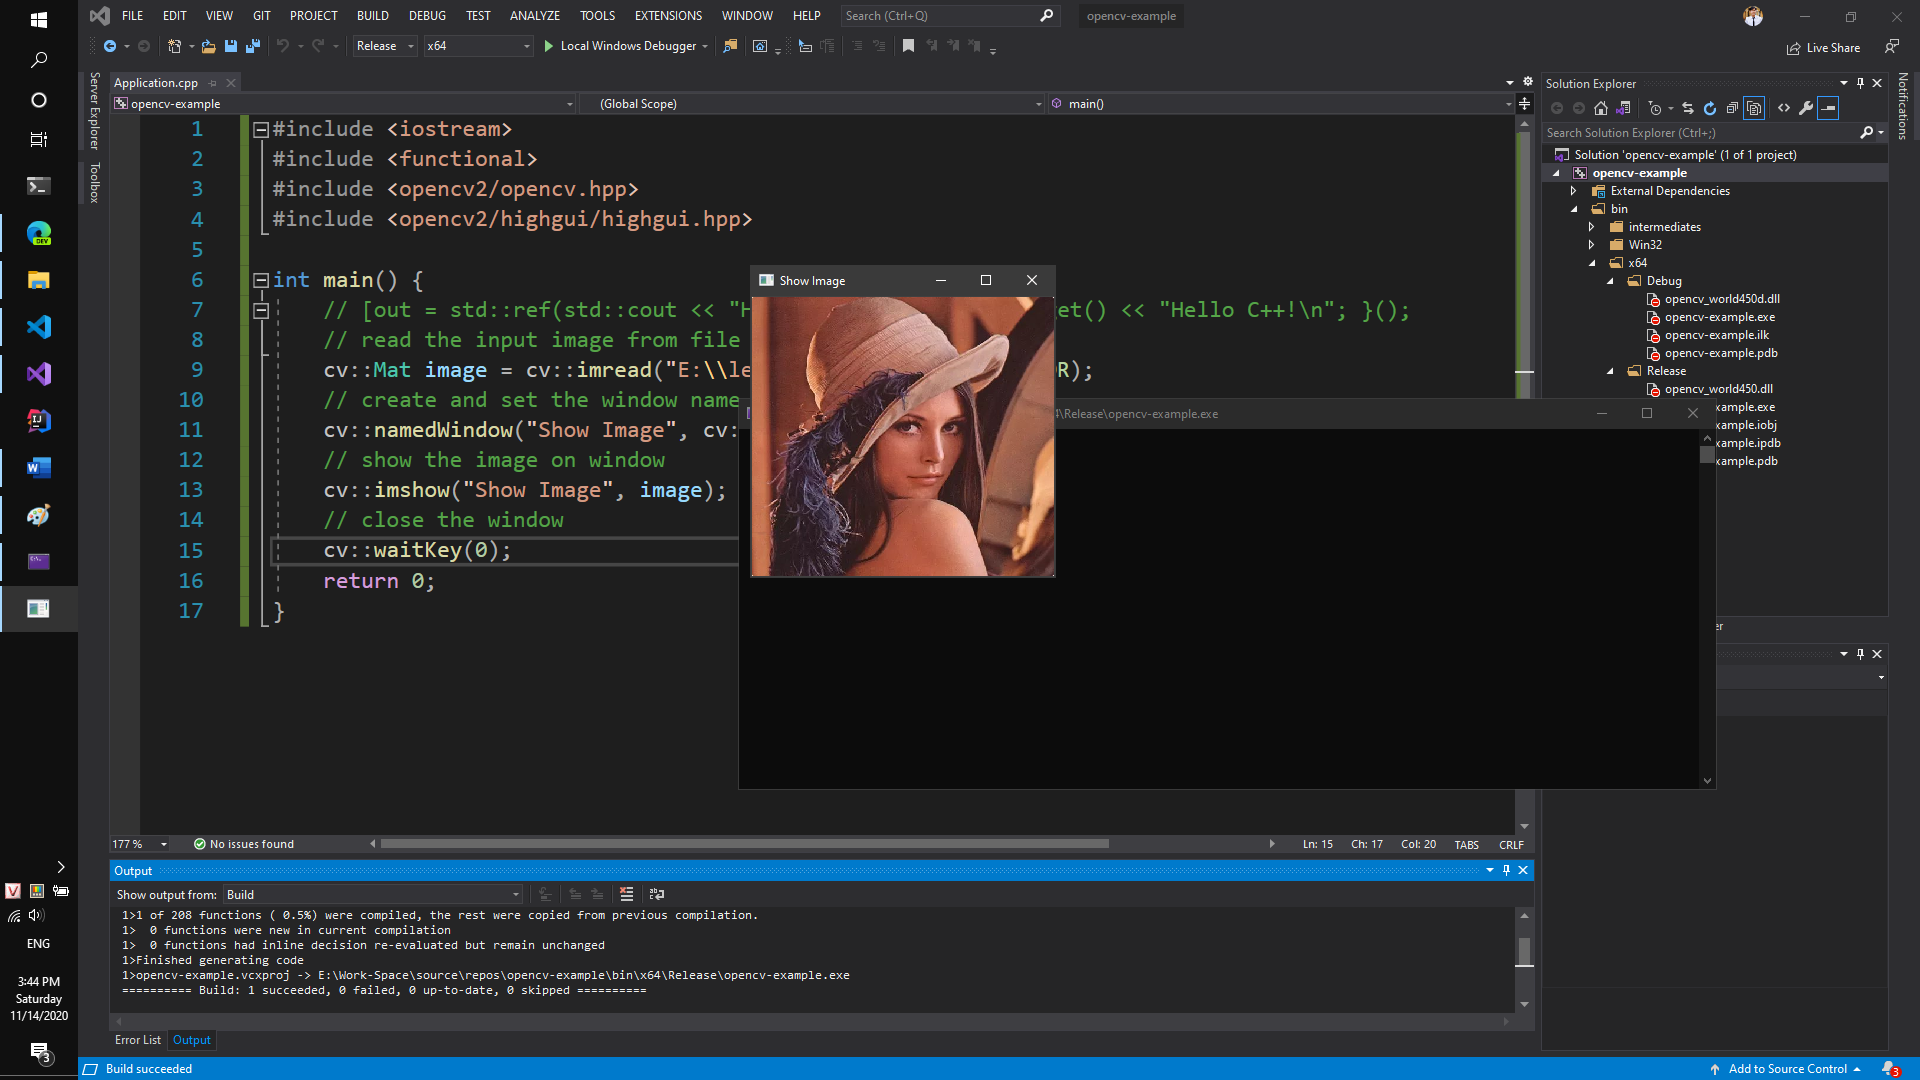 FILE EDIT VIEW GIT PROJECT BUILD DEBUG TEST ANALYZE TOOLS EXTENSIONS WINDOW HELP Search (Ctrl+Q) opencv-example
Release x64 Local Windows Debugger Live Share
Server Explorer
Toolbox
Notifications
Application.cpp
opencv-example (Global Scope) main()
1 #include <iostream>
2 #include <functional>
3 #include <opencv2/opencv.hpp>
4 #include <opencv2/highgui/highgui.hpp>
5
6 int main() {
7 // [out = std::ref(std::cout << "H et() << "Hello C++!\n"; }();
8 // read the input image from file
9 cv::Mat image = cv::imread("E:\\le R);
10 // create and set the window name
11 cv::namedWindow("Show Image", cv:
12 // show the image on window
13 cv::imshow("Show Image", image);
14 // close the window
15 cv::waitKey(0);
16 return 0;
17 }
Show Image
\Release\opencv-example.exe
Solution Explorer
Search Solution Explorer (Ctrl+;)
Solution 'opencv-example' (1 of 1 project)
opencv-example
External Dependencies
bin
intermediates
Win32
x64
Debug
opencv_world450d.dll
opencv-example.exe
opencv-example.ilk
opencv-example.pdb
Release
opencv_world450.dll
xample.exe
xample.iobj
xample.ipdb
xample.pdb
er
177 % No issues found Ln: 15 Ch: 17 Col: 20 TABS CRLF
Output
Show output from: Build
1>1 of 208 functions ( 0.5%) were compiled, the rest were copied from previous compilation.
1> 0 functions were new in current compilation
1> 0 functions had inline decision re-evaluated but remain unchanged
1>Finished generating code
1>opencv-example.vcxproj -> E:\Work-Space\source\repos\opencv-example\bin\x64\Release\opencv-example.exe
========== Build: 1 succeeded, 0 failed, 0 up-to-date, 0 skipped ==========
Error List Output
Build succeeded Add to Source Control 3
DEV
V
ENG
3:44 PM
Saturday
11/14/2020
3